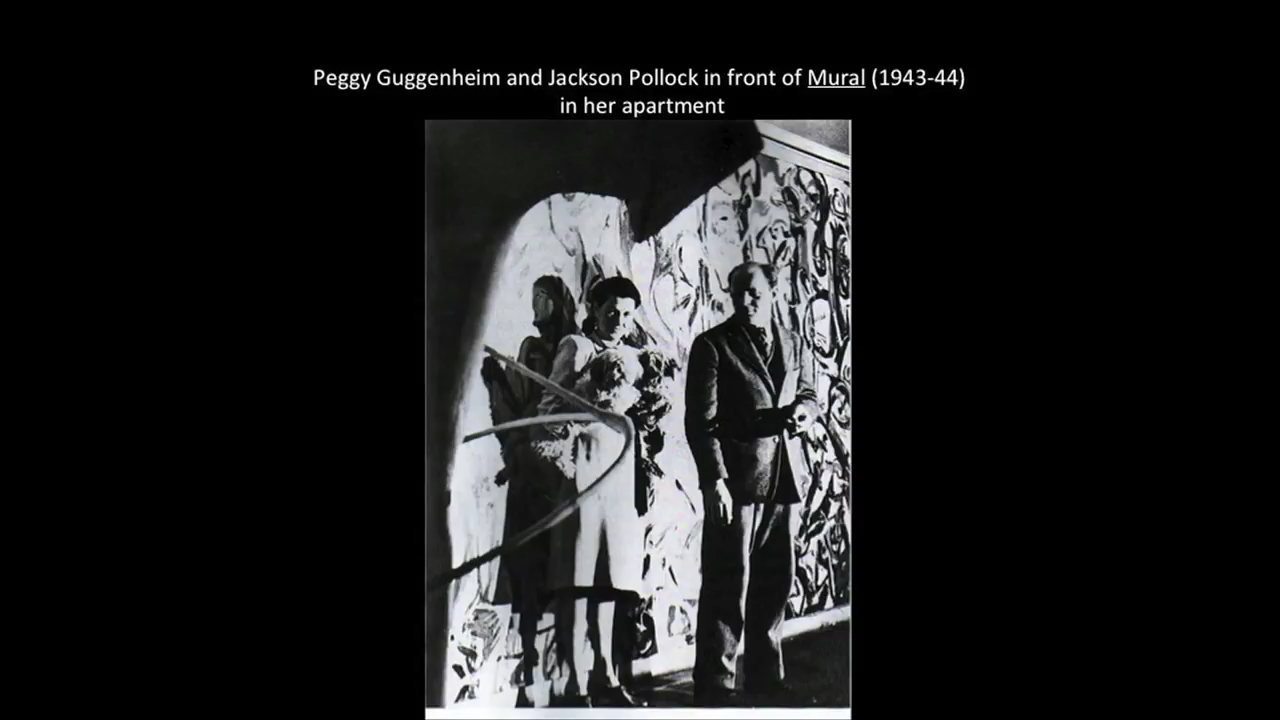 Peggy Guggenheim and Jackson Pollock in front of Mural (1943-44)
in her apartment